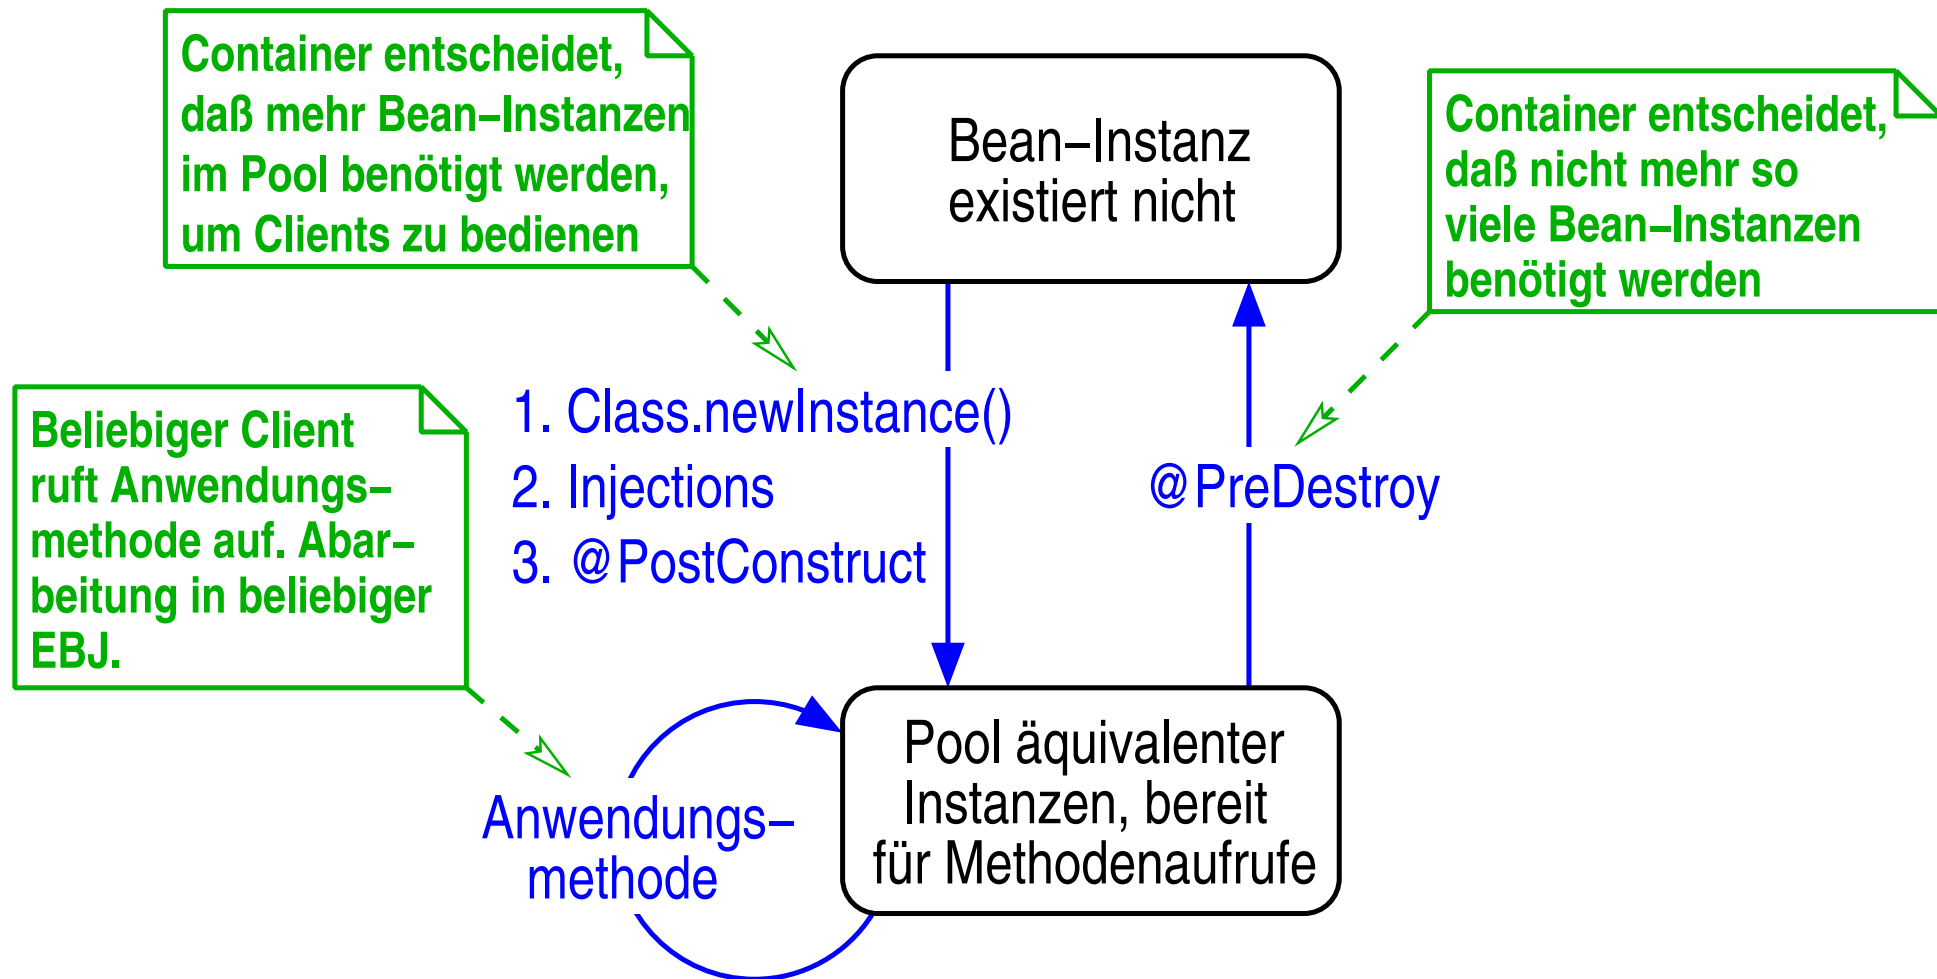 Container entscheidet,
daß mehr Bean–Instanzen
im Pool benötigt werden,
um Clients zu bedienen
Bean–Instanz
existiert nicht
Container entscheidet,
daß nicht mehr so
viele Bean–Instanzen
benötigt werden
Beliebiger Client
ruft Anwendungs–
methode auf. Abar–
beitung in beliebiger
EBJ.
1. Class.newInstance()
2. Injections
3. @PostConstruct
@PreDestroy
Anwendungs–
methode
Pool äquivalenter
Instanzen, bereit
für Methodenaufrufe